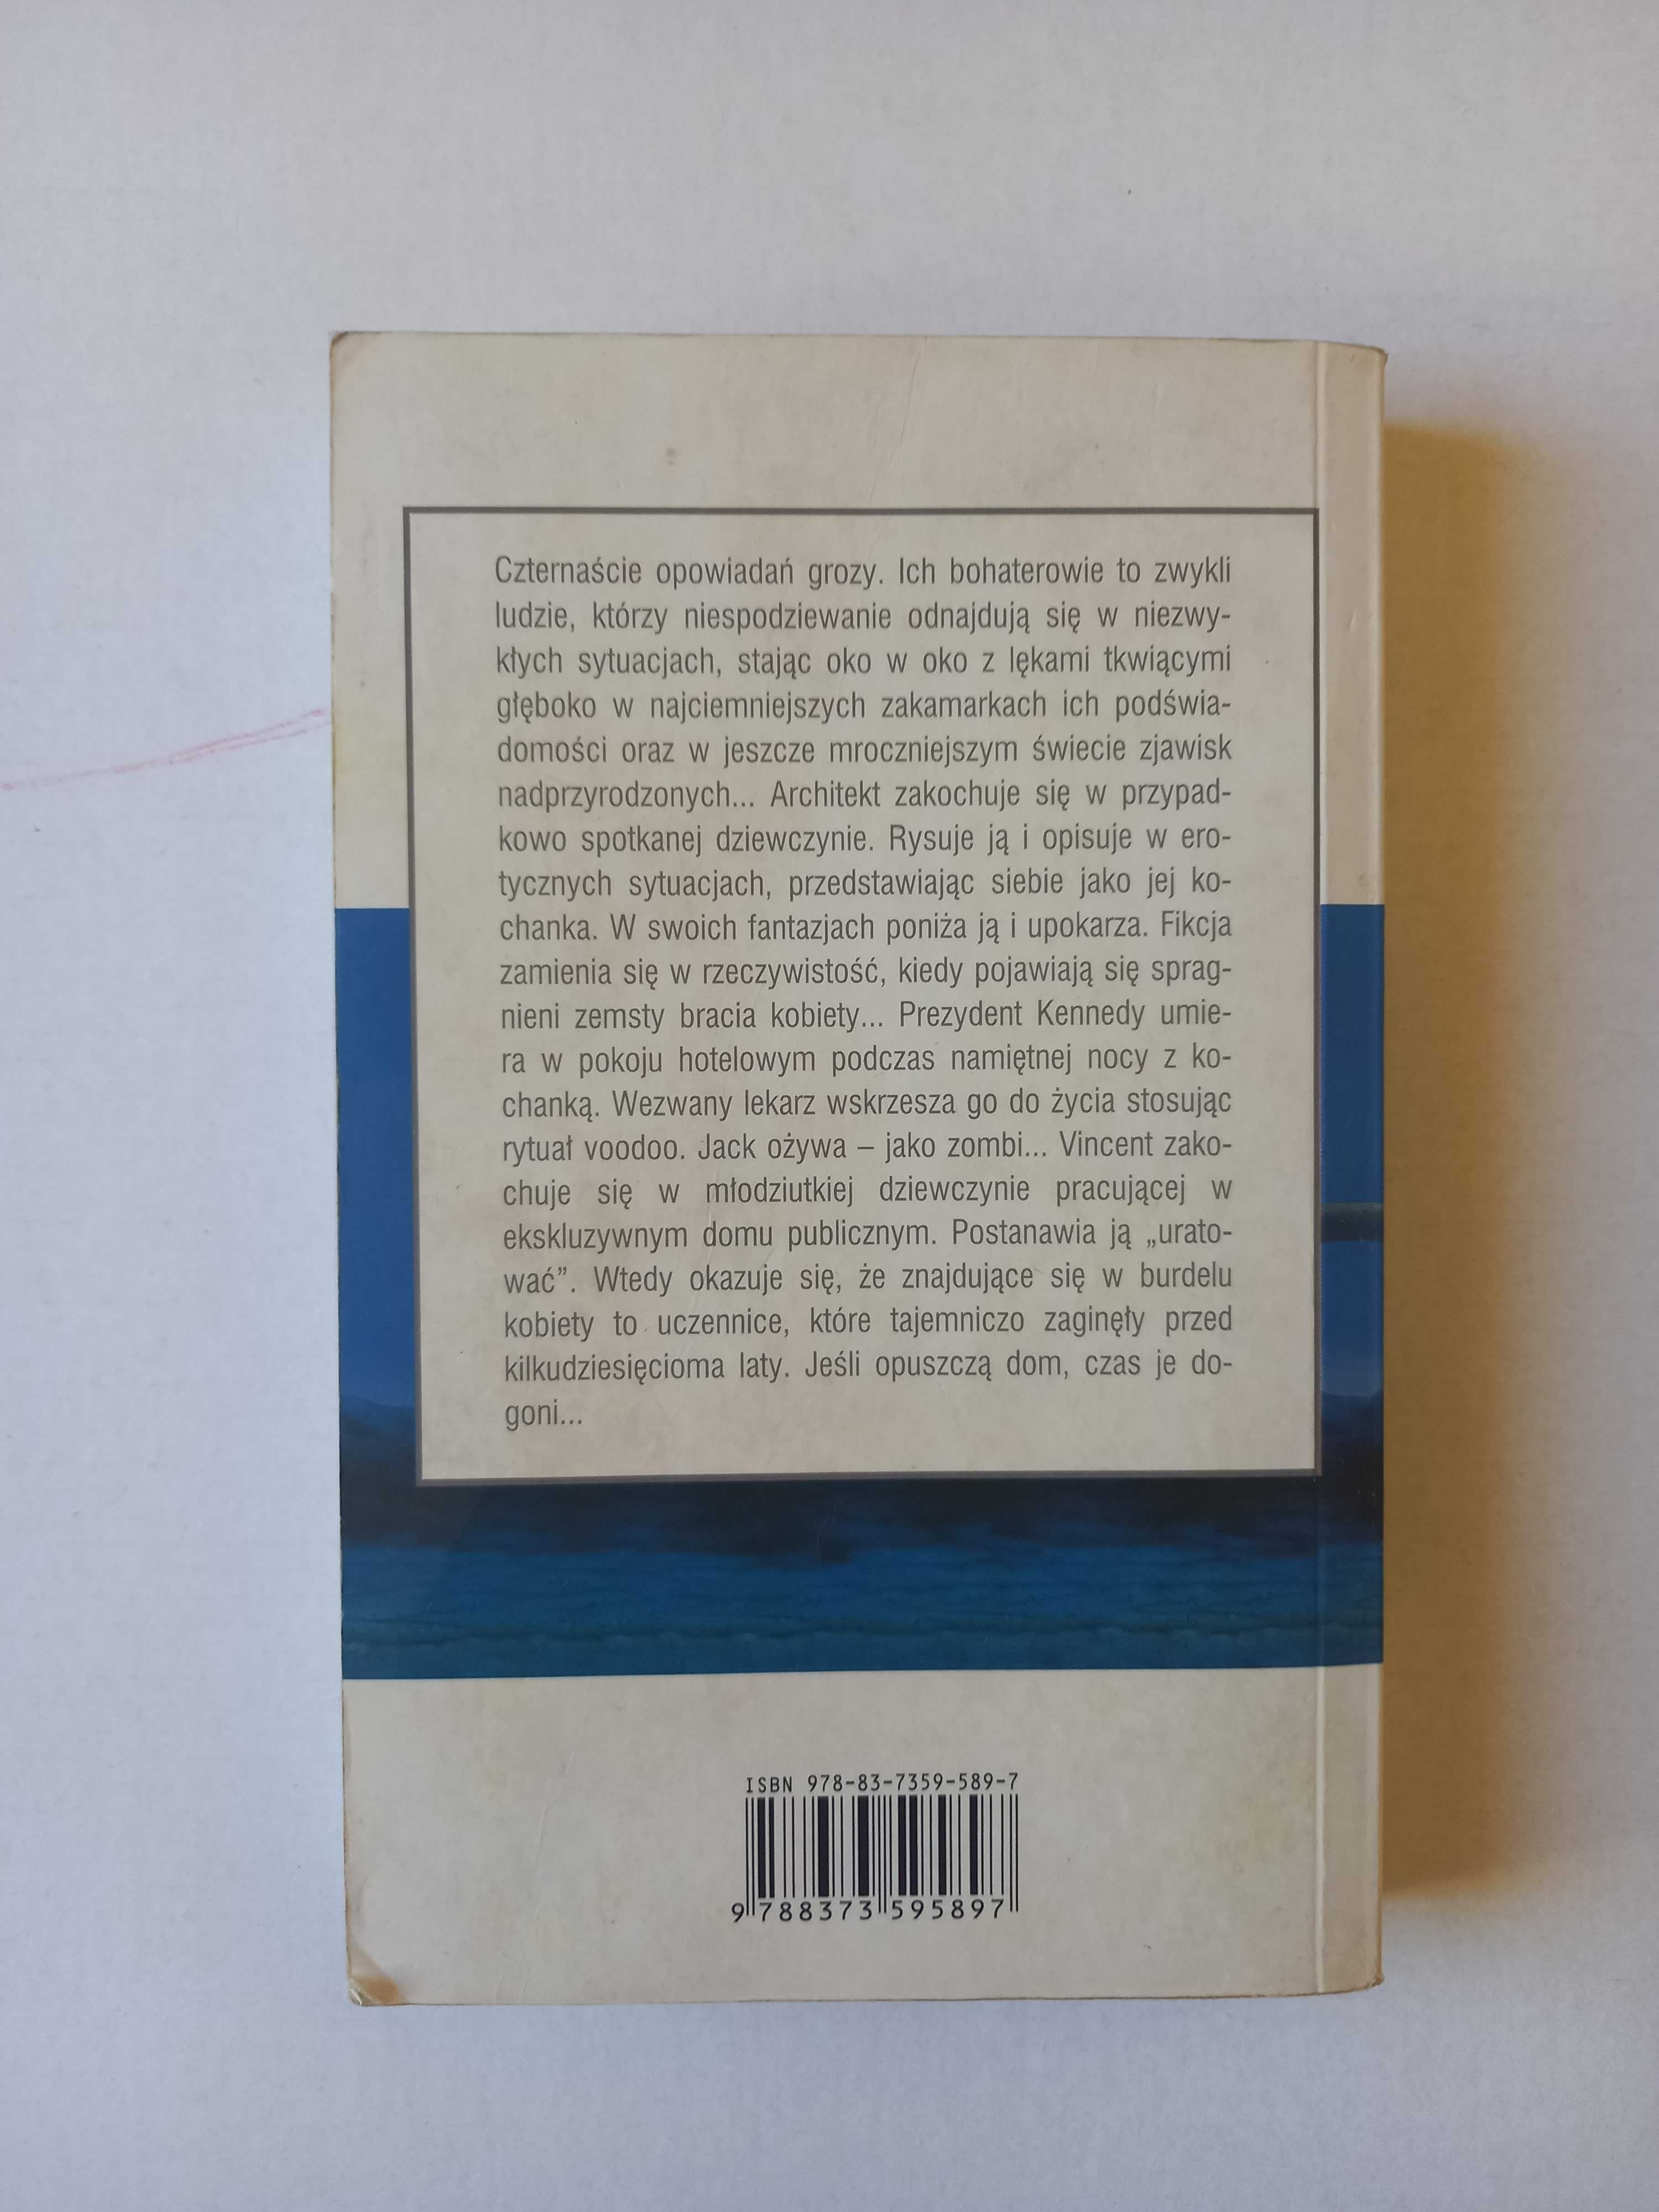 Czternaście opowiadań grozy. Ich bohaterowie to zwykli
ludzie, którzy niespodziewanie odnajdują się w niezwy-
kłych sytuacjach, stając oko w oko z lękami tkwiącymi
głęboko w najciemniejszych zakamarkach ich podświa-
domości oraz w jeszcze mroczniejszym świecie zjawisk
nadprzyrodzonych... Architekt zakochuje się w przypad-
kowo spotkanej dziewczynie. Rysuje ją i opisuje w ero-
tycznych sytuacjach, przedstawiając siebie jako jej ko-
chanka. W swoich fantazjach poniża ją i upokarza. Fikcja
zamienia się w rzeczywistość, kiedy pojawiają się sprag-
nieni zemsty bracia kobiety... Prezydent Kennedy umie-
ra w pokoju hotelowym podczas namiętnej nocy z ko-
chanką. Wezwany lekarz wskrzesza go do życia stosując
rytuał voodoo. Jack ożywa – jako zombi... Vincent zako-
chuje się w młodziutkiej dziewczynie pracującej w
ekskluzywnym domu publicznym. Postanawia ją „urato-
wać”. Wtedy okazuje się, że znajdujące się w burdelu
kobiety to uczennice, które tajemniczo zaginęły przed
kilkudziesięcioma laty. Jeśli opuszczą dom, czas je do-
goni...
ISBN 978-83-7359-589-7
9 788373 595897